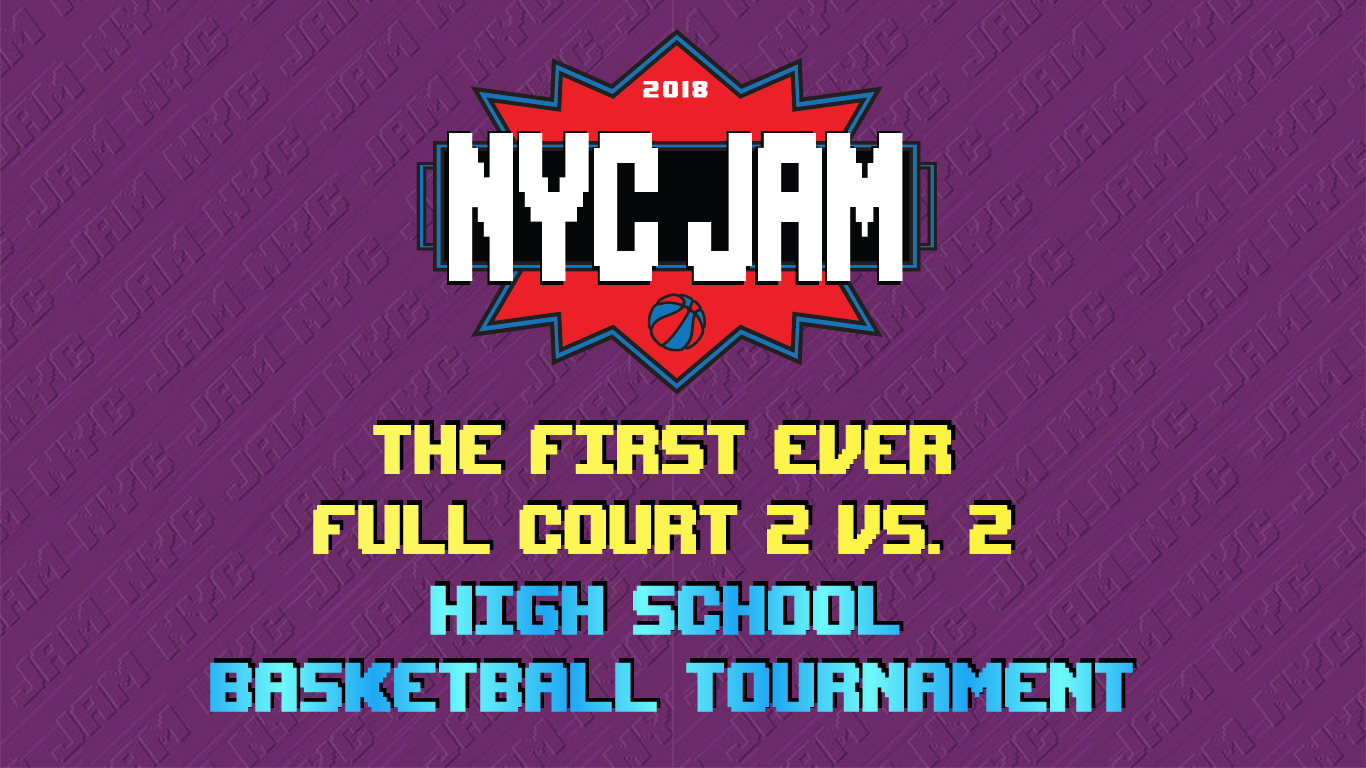 2018
NYC JAM
THE FIRST EVER
FULL COURT 2 VS. 2
HIGH SCHOOL
BASKETBALL TOURNAMENT